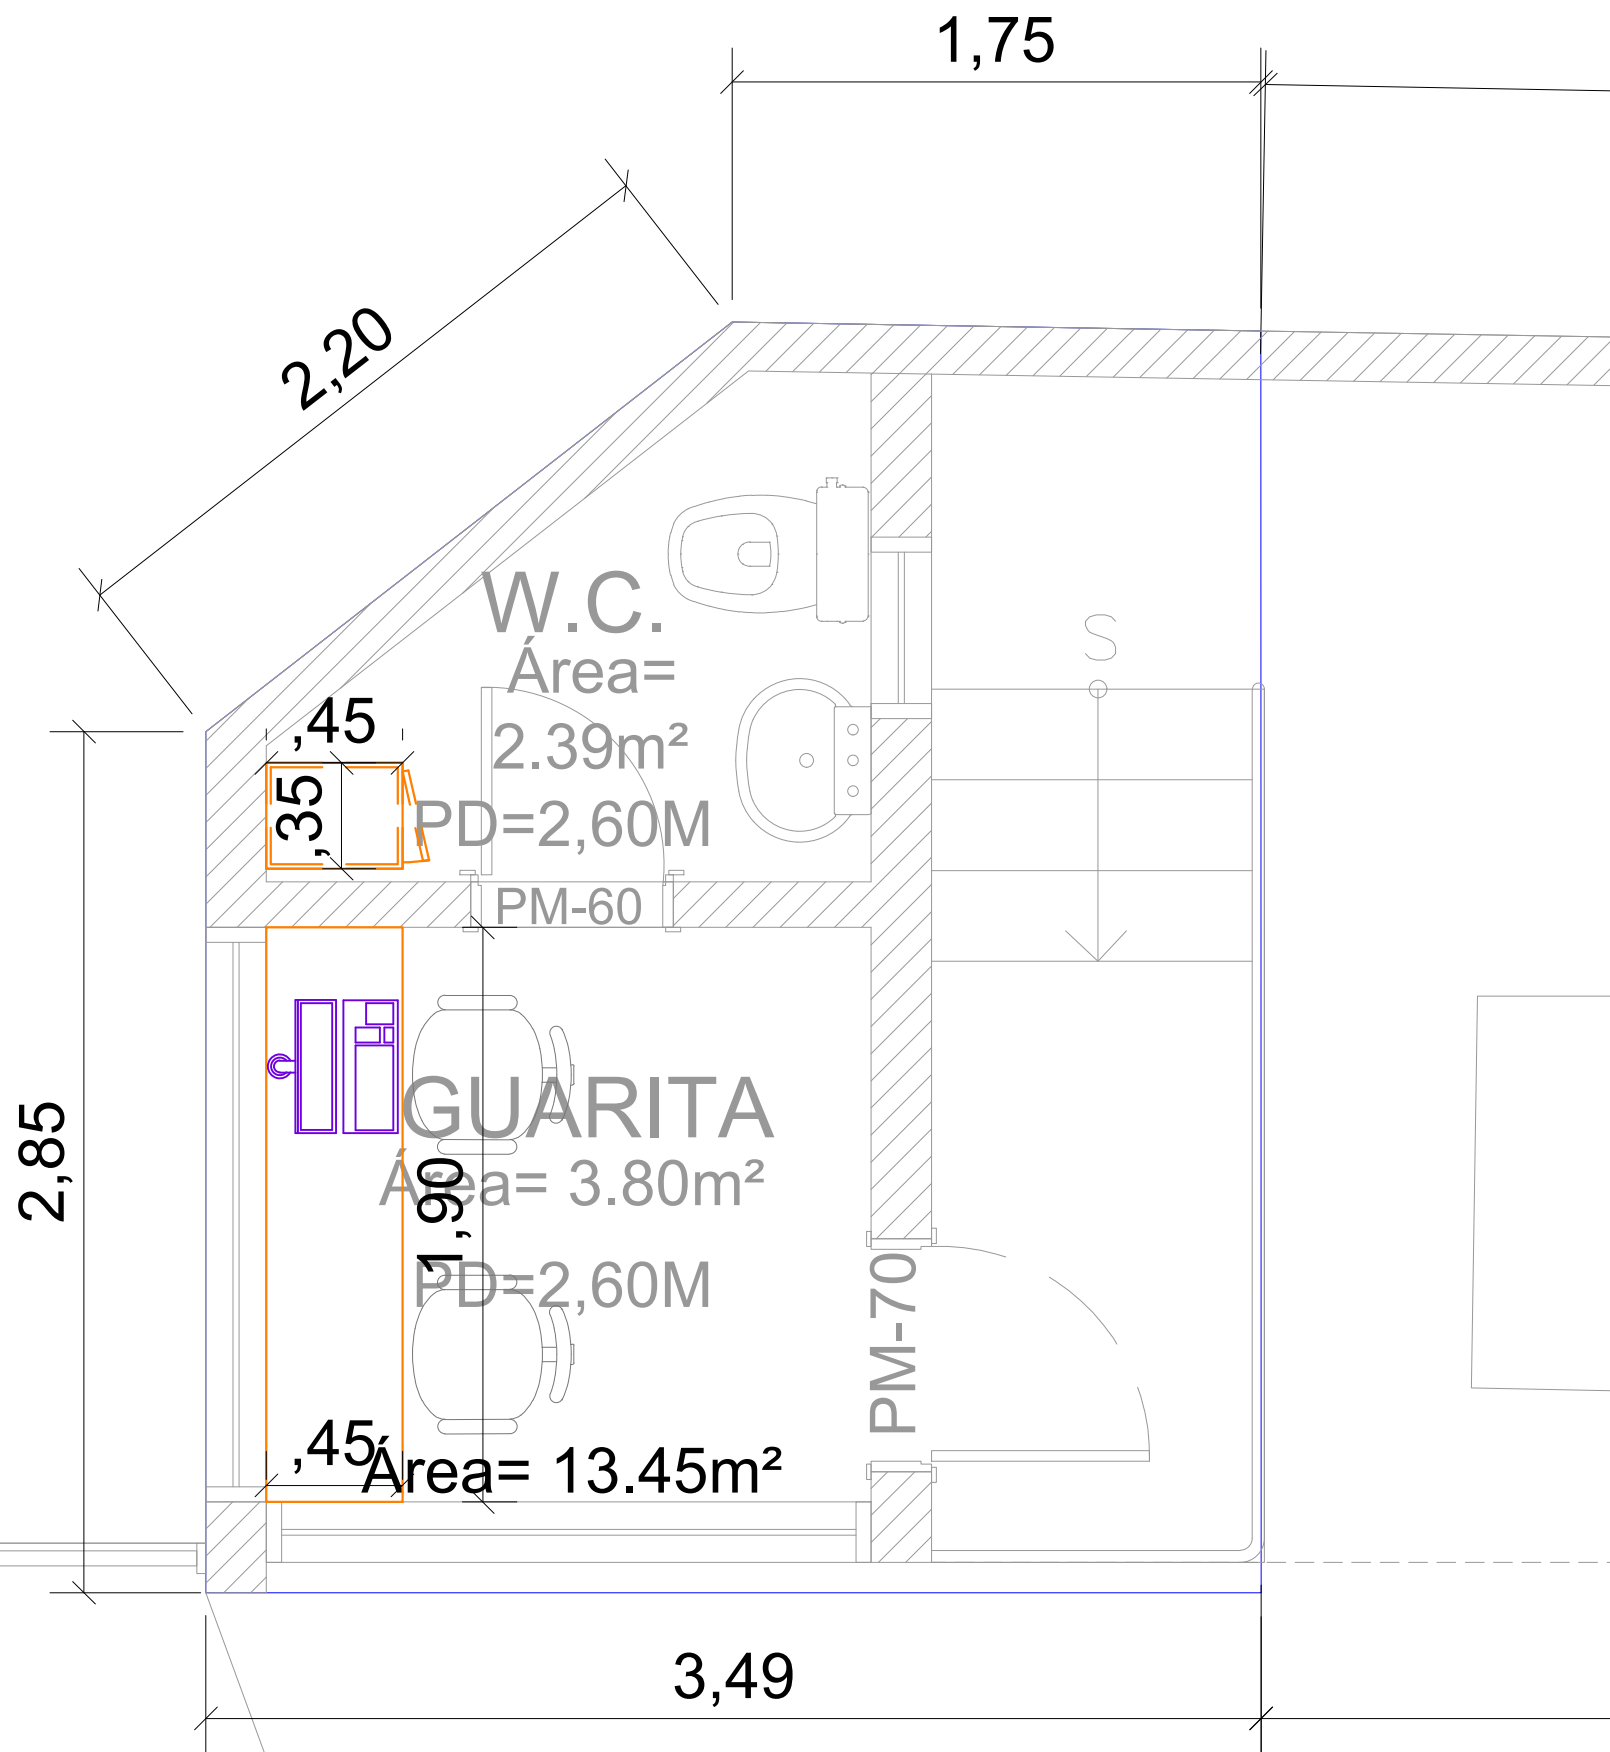 1,75
2,20
W.C.
Área=
2.39m²
PD=2,60M
S
,45
,35
PM-60
GUARITA
Área= 3.80m²
PD=2,60M
1,90
2,85
PM-70
,45
Área= 13.45m²
3,49